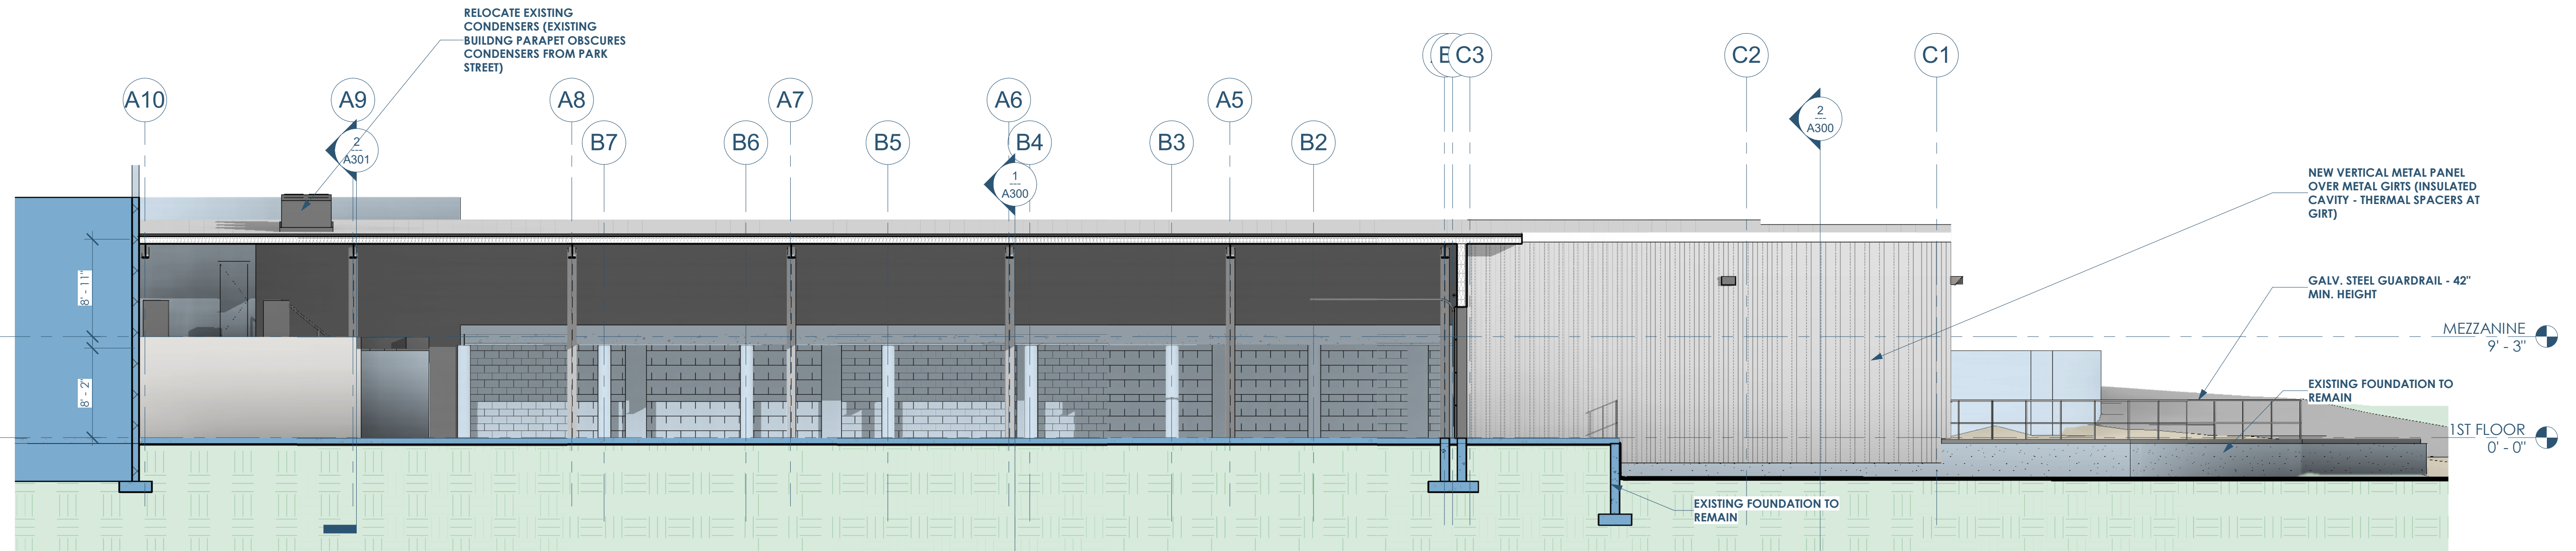 RELOCATE EXISTING
CONDENSERS (EXISTING
BUILDNG PARAPET OBSCURES
CONDENSERS FROM PARK
STREET)
E
C3
C2
C1
A10
A9
A8
A7
A6
A5
2
A301
B7
B6
B5
B4
B3
B2
2
A300
1
A300
NEW VERTICAL METAL PANEL
OVER METAL GIRTS (INSULATED
CAVITY - THERMAL SPACERS AT
GIRT)
8' - 11"
GALV. STEEL GUARDRAIL - 42"
MIN. HEIGHT
MEZZANINE
9' - 3"
8' - 2"
EXISTING FOUNDATION TO
REMAIN
1ST FLOOR
0' - 0"
EXISTING FOUNDATION TO
REMAIN